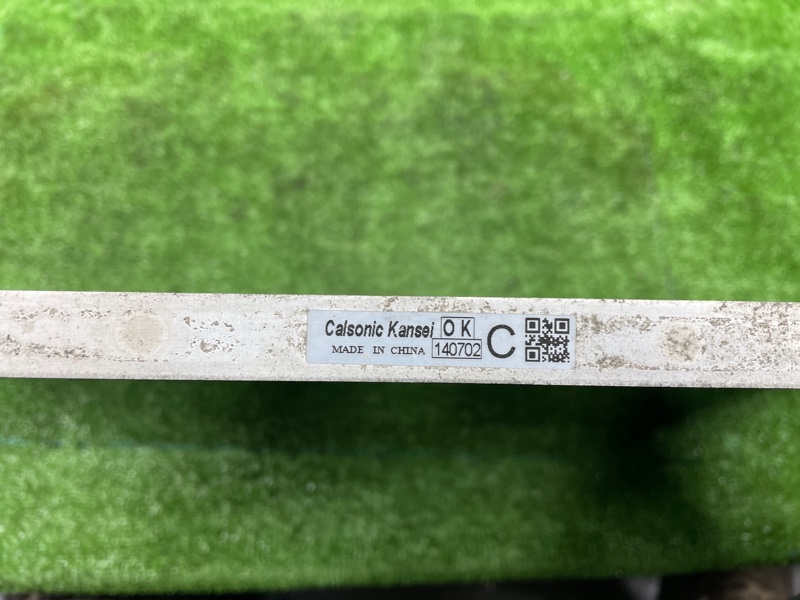 Calsonic Kansei OK
MADE IN CHINA 140702 C